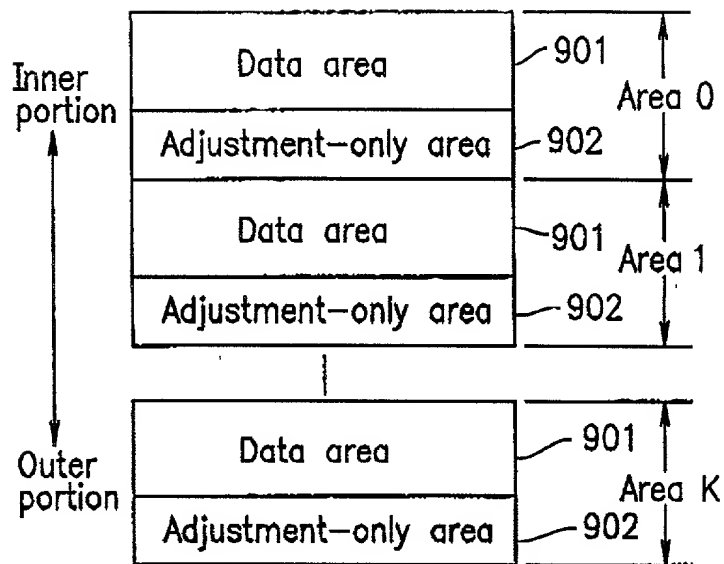 Inner
portion
Data area
901
Area 0
Adjustment-only area
902
Data area
901
Area 1
Adjustment-only area
902
Data area
901
Outer
portion
Area K
Adjustment-only area
902